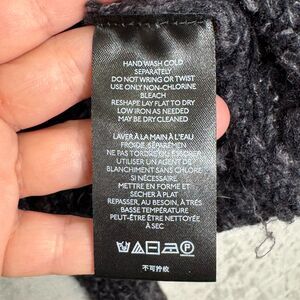 HAND WASH COLD
SEPARATELY
DO NOT WRING OR TWIST
USE ONLY NON-CHLORINE
BLEACH
RESHAPE LAY FLAT TO DRY
LOW IRON AS NEEDED
MAY BE DRY CLEANED
LAVER À LA MAIN À L'EAU
FROIDE SÉPARÉMEN
NE PAS TORDRE OU ESSORER
UTILISER UN AGENT DE
BLANCHIMENT SANS CHLORE
SI NÉCESSAIRE
METTRE EN FORME ET
SÉCHER À PLAT
REPASSER, AU BESOIN, À TRÈS
BASSE TEMPÉRATURE
PEUT-ÊTRE ÊTRE NETTOYÉ
À SEC
P
不可拧绞